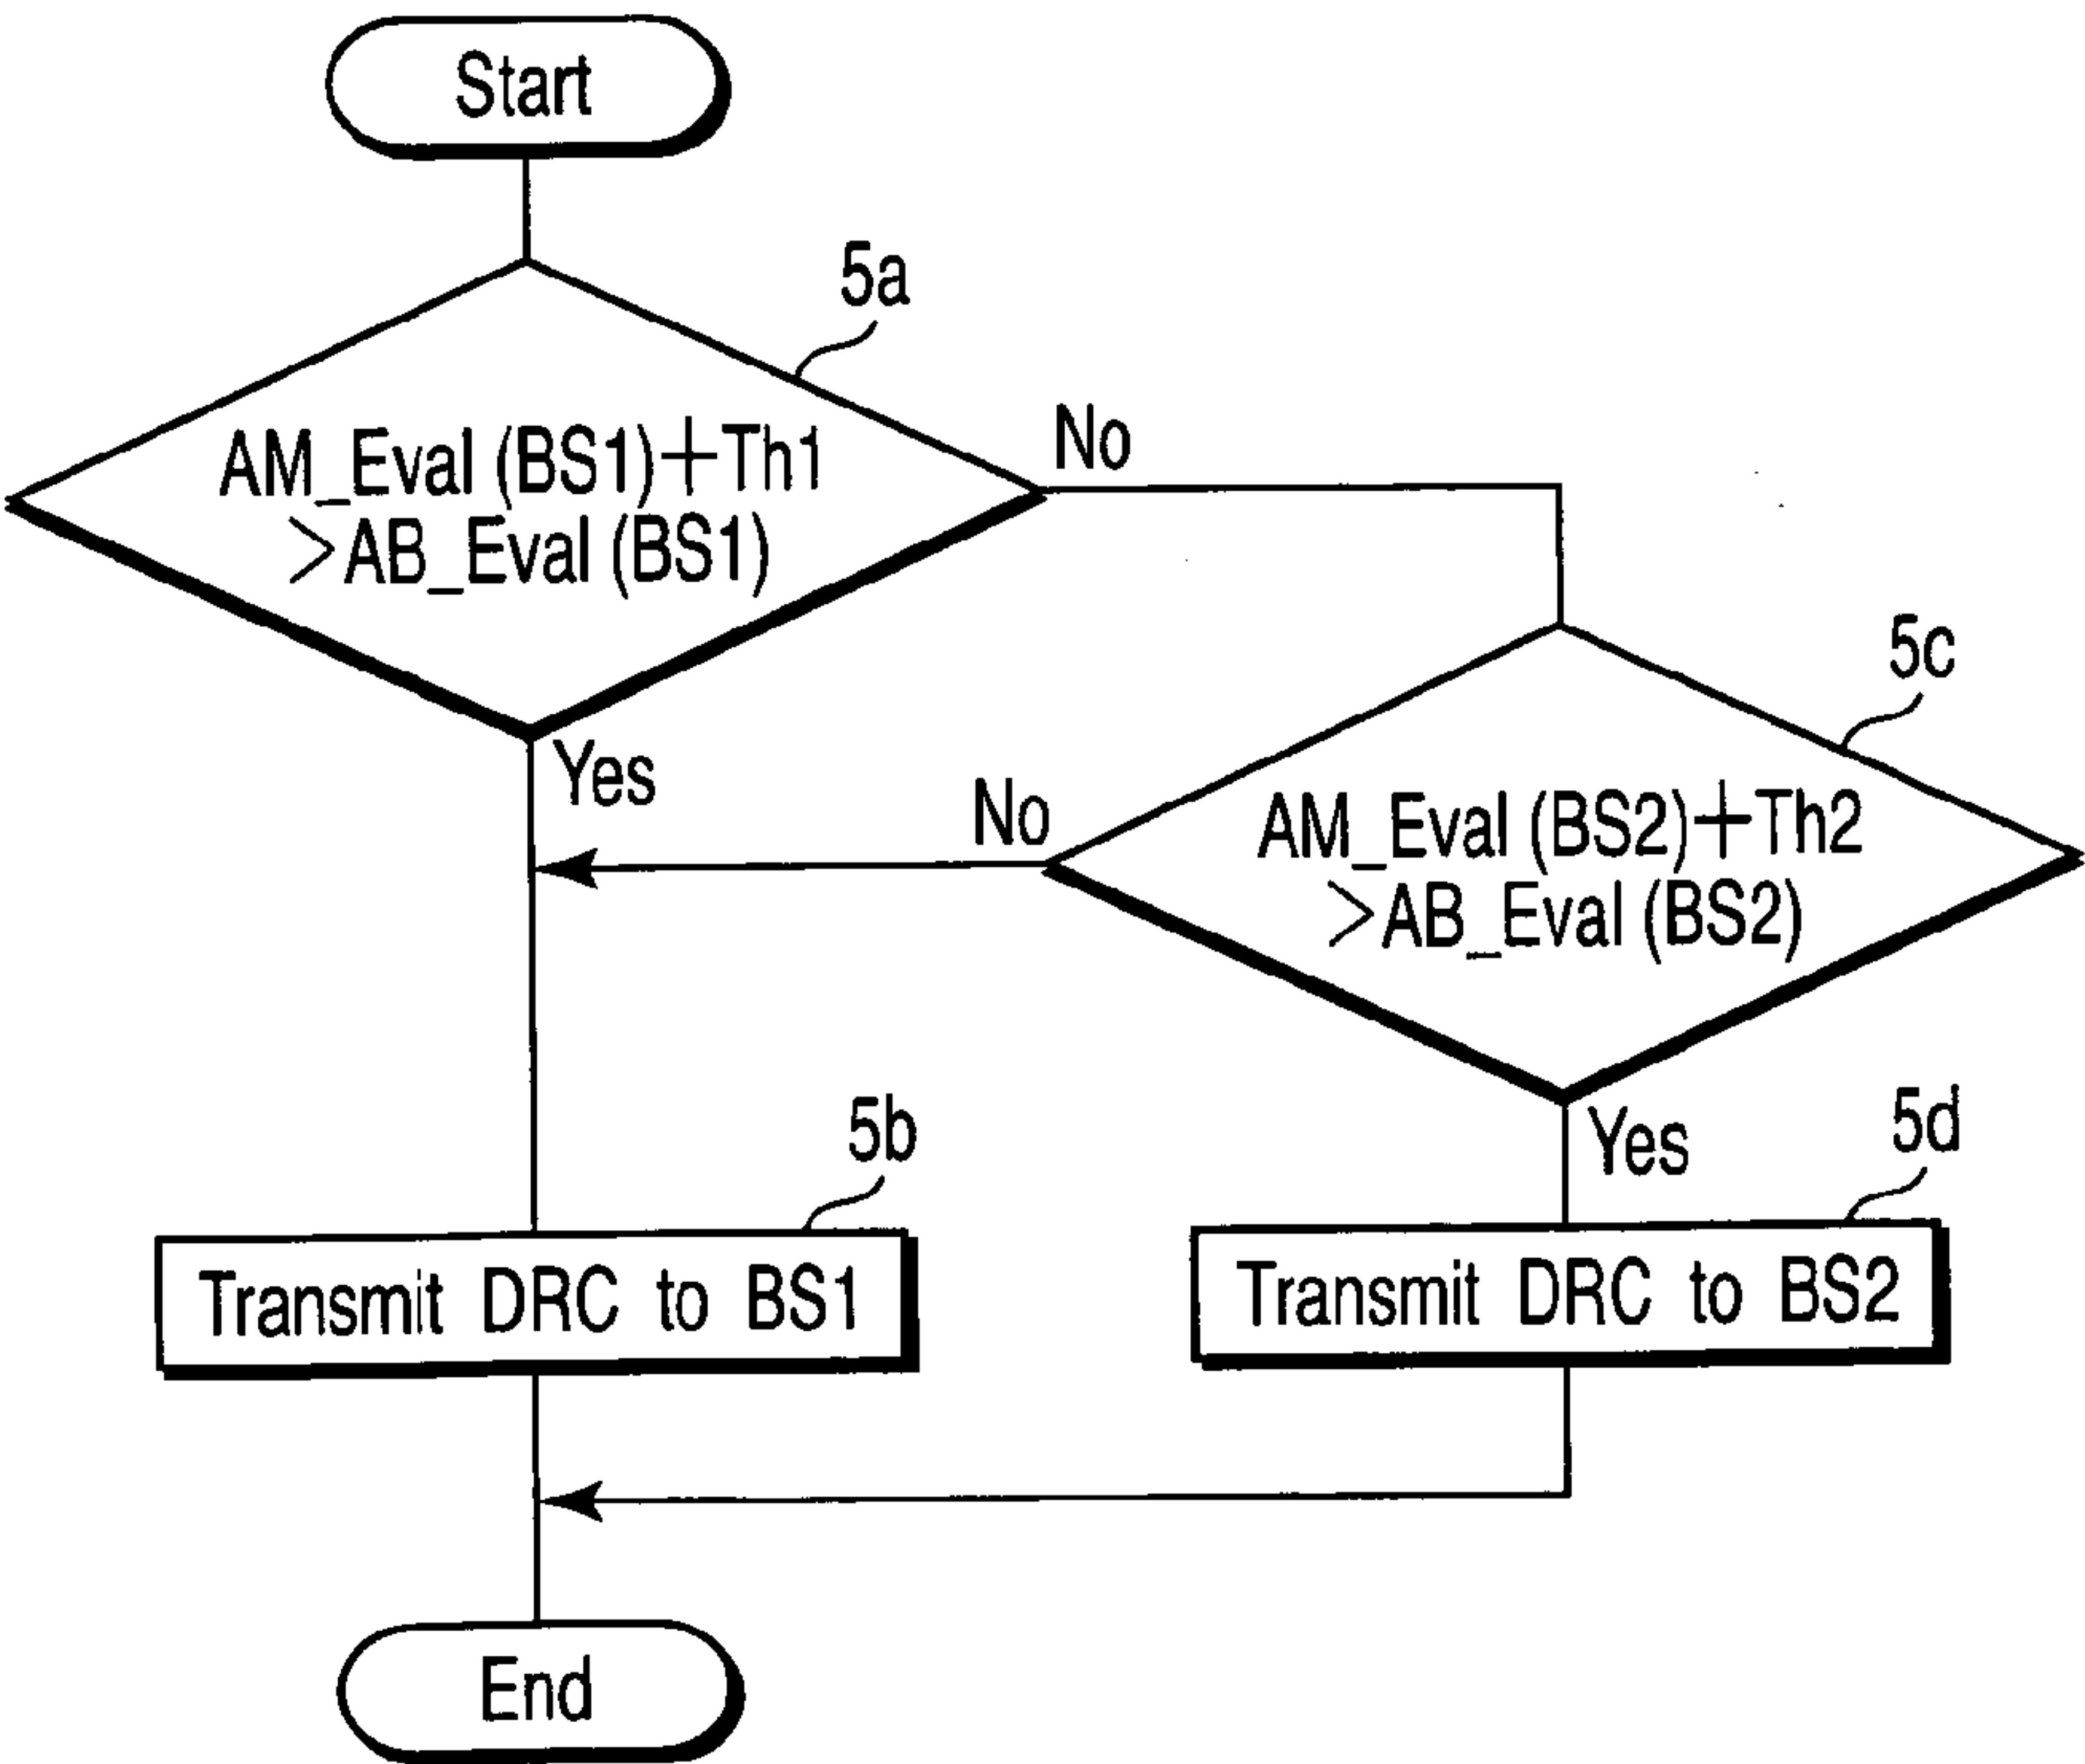 Start
5a
AM_Eval (BS1)+Th1
>AB_Eval (BS1)
No
Yes
5c
AM_Eval (BS2)+Th2
>AB_Eval (BS2)
No
Yes
5b
Transmit DRC to BS1
5d
Transmit DRC to BS2
End